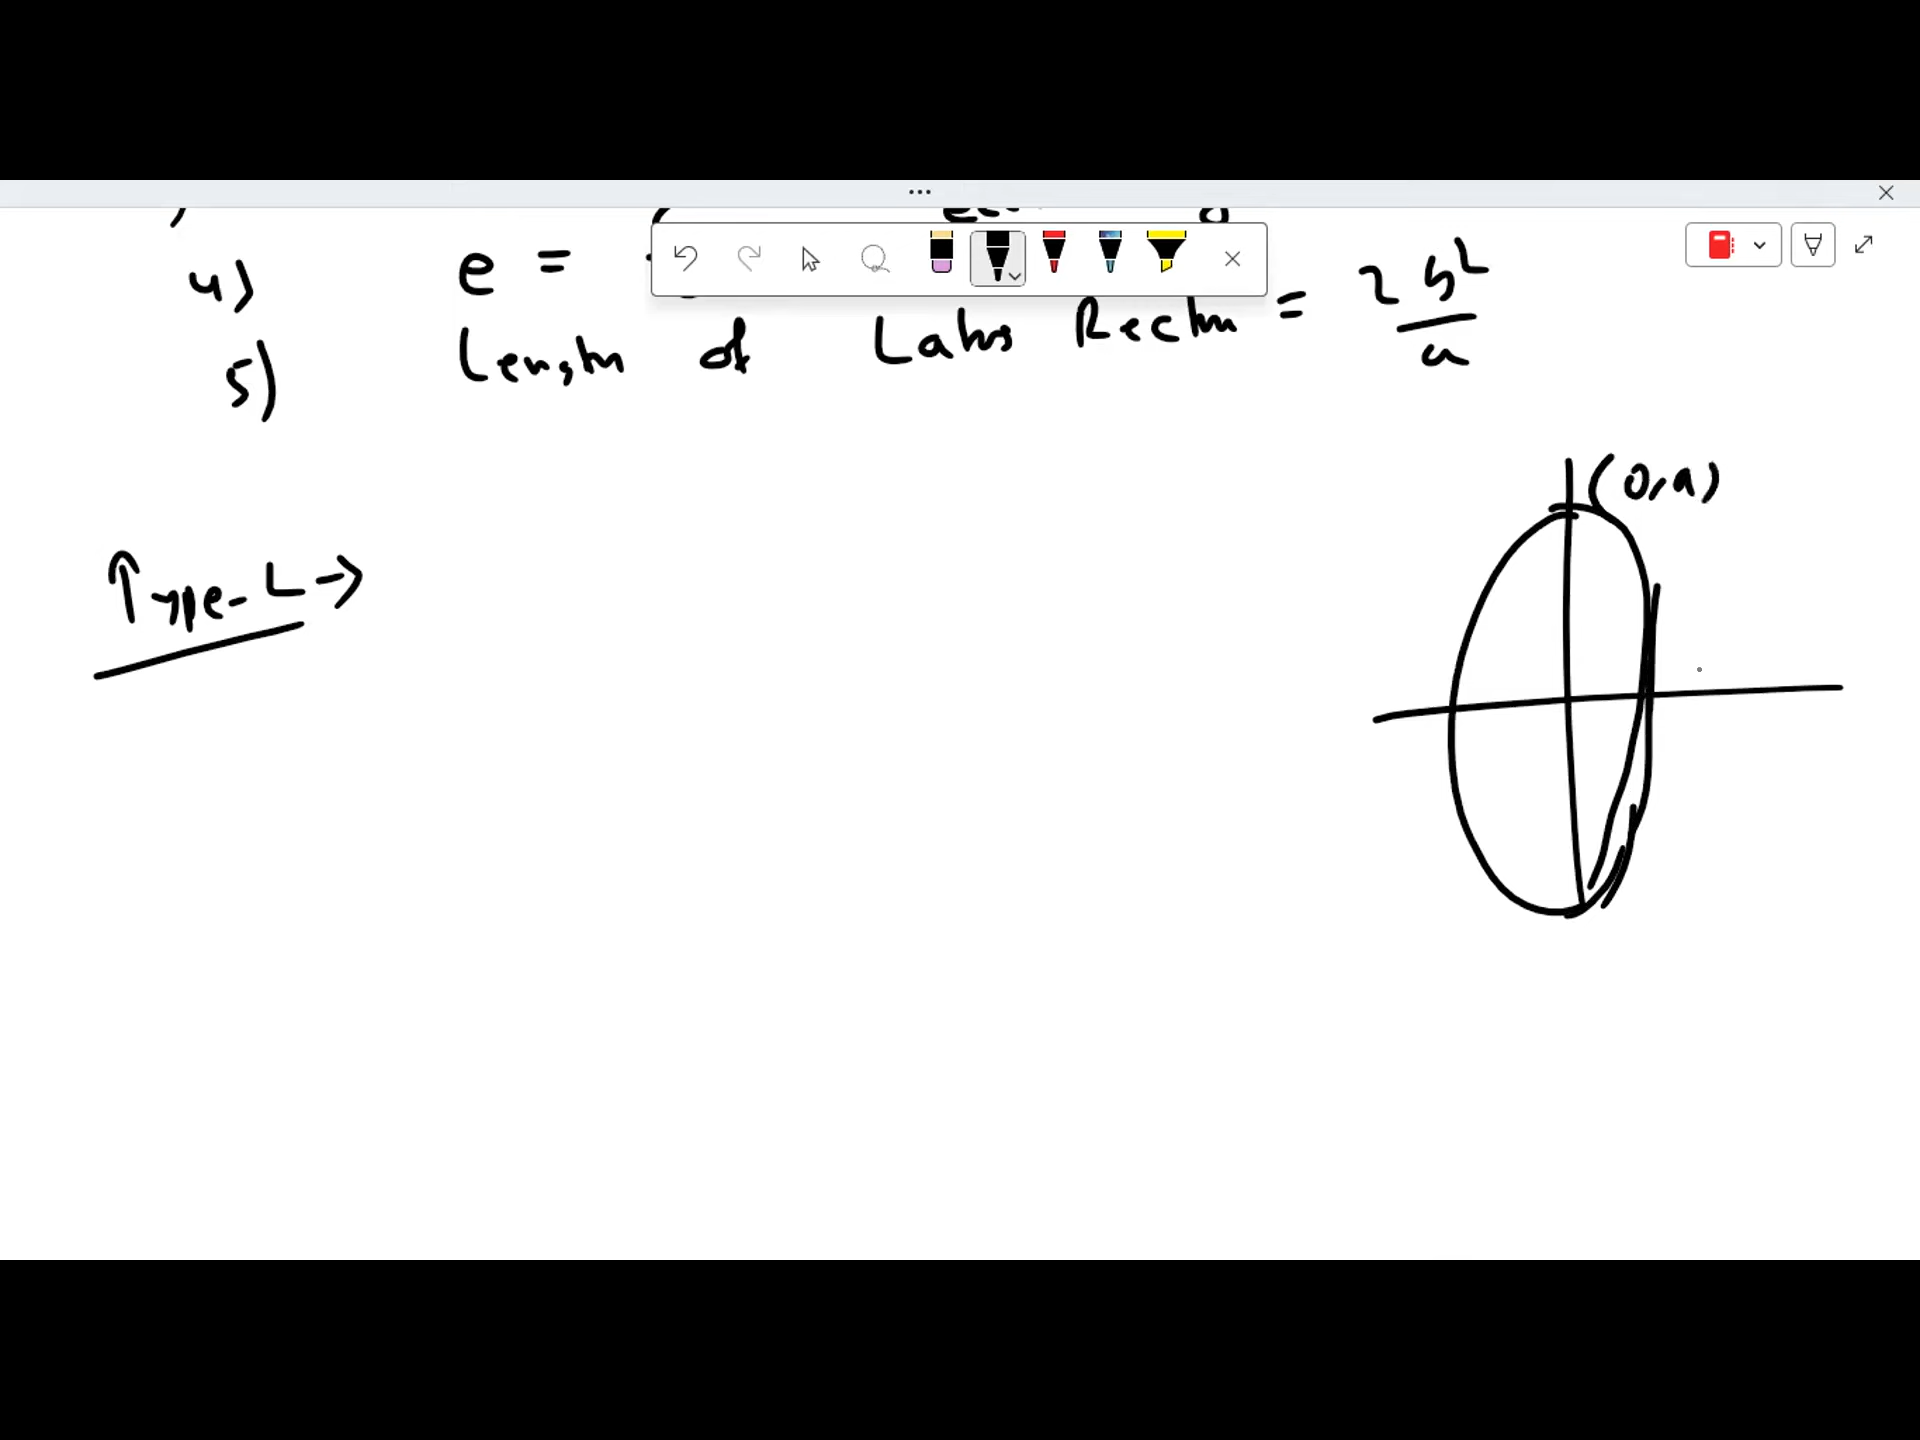 4) e =
5) Length of Latus Rectum = 2b²/a
(0,a)
Type-2 →